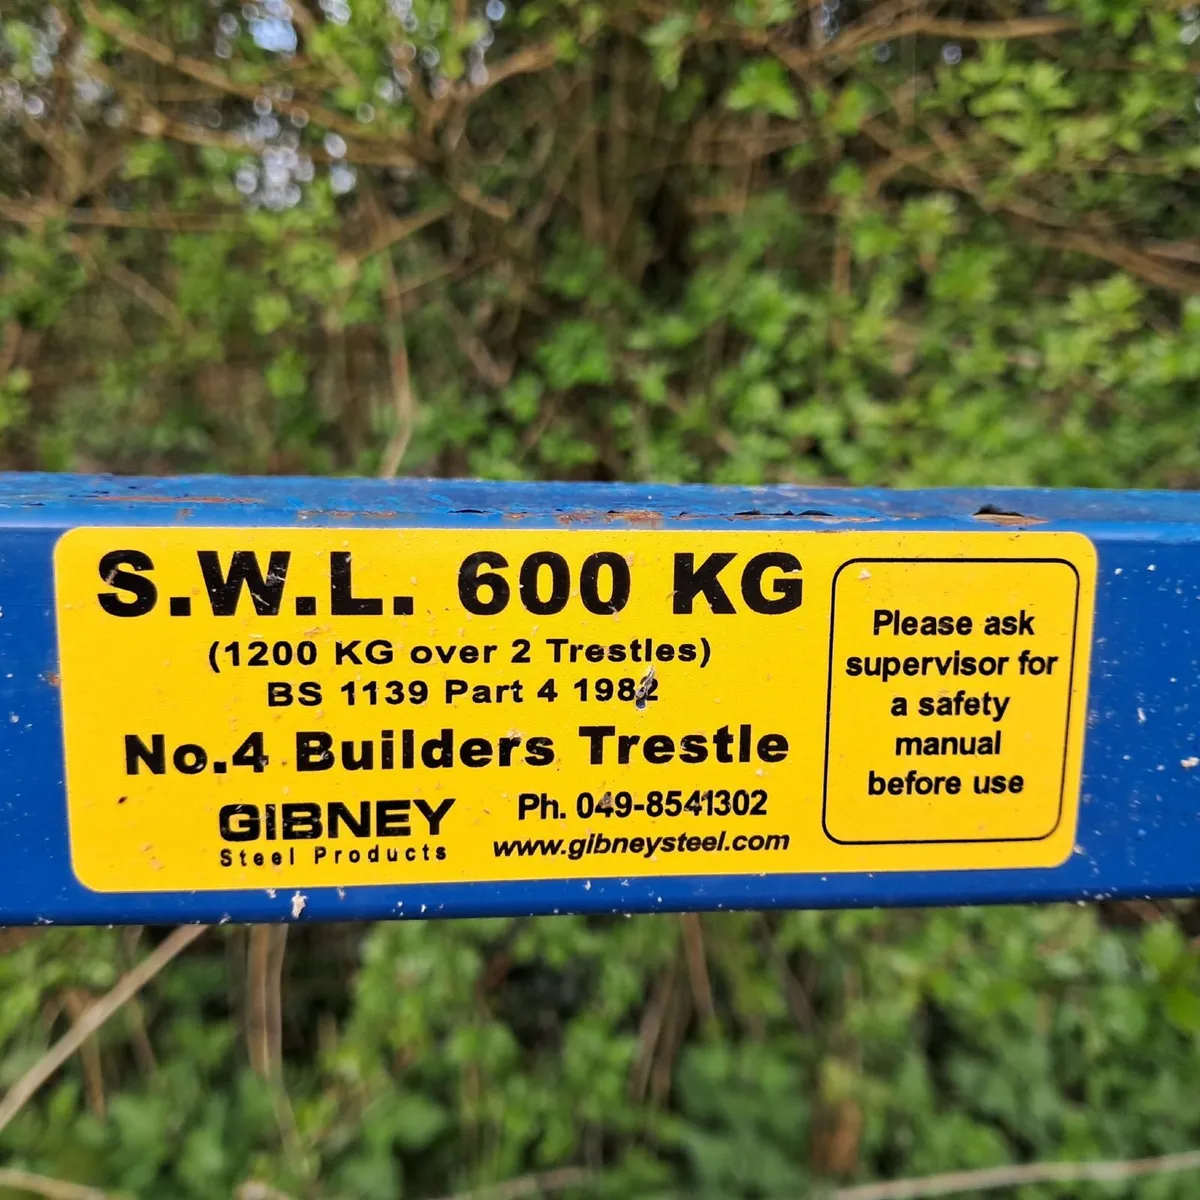 S.W.L. 600 KG
(1200 KG over 2 Trestles)
BS 1139 Part 4 1982
No.4 Builders Trestle
GIBNEY
Steel Products
Ph. 049-8541302
www.gibneysteel.com
Please ask
supervisor for
a safety
manual
before use